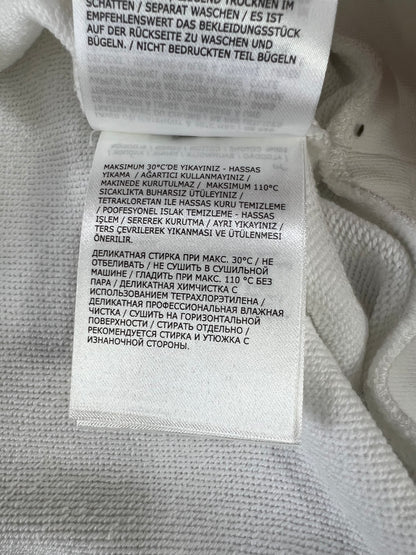 SCHATTEN / SEPARAT WASCHEN / ES IST
EMPFEHLENSWERT DAS BEKLEIDUNGSSTÜCK
AUF DER RÜCKSEITE ZU WASCHEN UND
BÜGELN. / NICHT BEDRUCKTEN TEIL BÜGELN
MAKSIMUM 30°C'DE YIKAYINIZ - HASSAS
YIKAMA / AĞARTICI KULLANMAYINIZ /
MAKINEDE KURUTULMAZ / MAKSIMUM 110°C
SICAKLIKTA BUHARSIZ ÜTÜLEYINIZ /
TETRAKLORETAN ILE HASSAS KURU TEMIZLEME
/ POOFESYONEL ISLAK TEMIZLEME - HASSAS
IŞLEM / SEREREK KURUTMA / AYRI YIKAYINIZ /
TERS ÇEVRILEREK YIKANMASI VE ÜTÜLENMESI
ÖNERILIR.
ДЕЛИКАТНАЯ СТИРКА ПРИ МАКС. 30°C/ НЕ
ОТБЕЛИВАТЬ/ НЕ СУШИТЬ В СУШИЛЬНОЙ
МАШИНЕ / ГЛАДИТЬ ПРИ МАКС. 110 °C БЕЗ
ПАРА / ДЕЛИКАТНАЯ ХИМЧИСТКА С
ИСПОЛЬЗОВАНИЕМ ТЕТРАХЛОРЭТИЛЕНА /
ДЕЛИКАТНАЯ ПРОФЕССИОНАЛЬНАЯ ВЛАЖНАЯ
ЧИСТКА / СУШИТЬ НА ГОРИЗОНТАЛЬНОЙ
ПОВЕРХНОСТИ / СТИРАТЬ ОТДЕЛЬНО /
РЕКОМЕНДУЕТСЯ СТИРКА И УТЮЖКА С
ИЗНАНОЧНОЙ СТОРОНЫ.